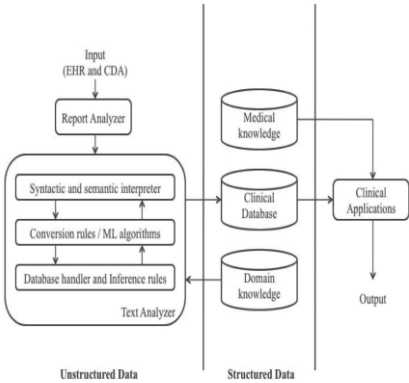 Input
(EHR and CDA)
Report Analyzer
Syntactic and semantic interpreter
Conversion rules / ML algorithms
Database handler and Inference rules
Text Analyzer
Medical
knowledge
Clinical
Database
Domain
knowledge
Clinical
Applications
Output
Unstructured Data
Structured Data